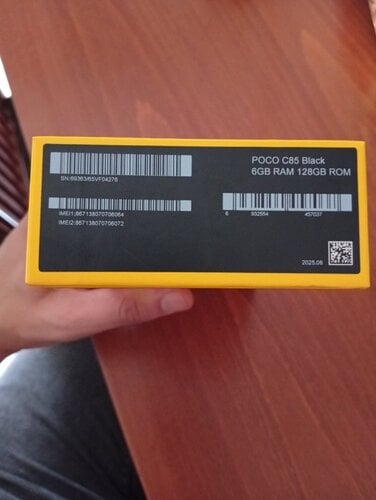 POCO C85 Black
6GB RAM 128GB ROM
SN:69363/65VF04276
IMEI1:867138070706064
IMEI2:867138070706072
6 932554 457037
2025.08